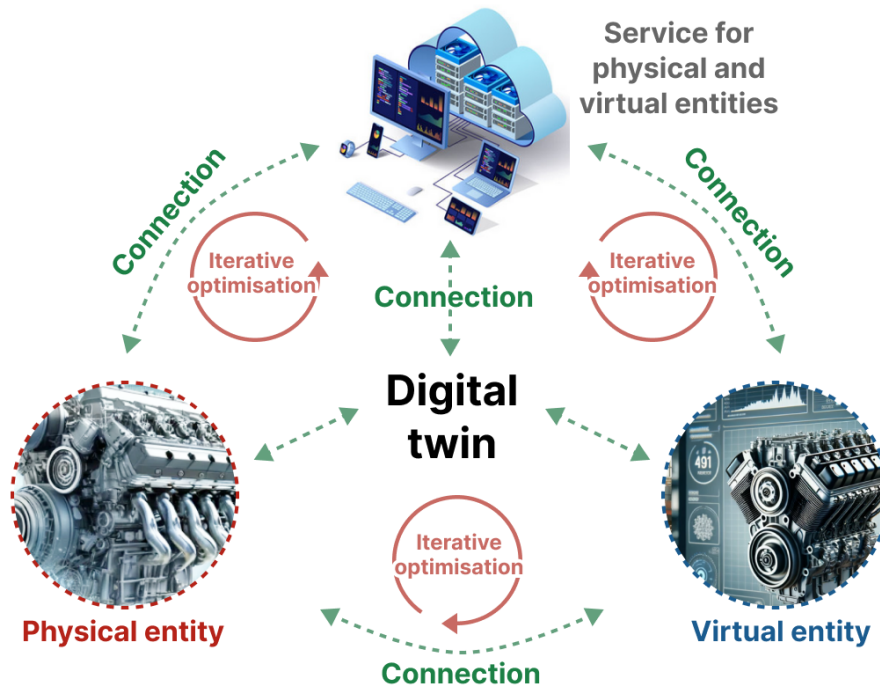 Service for
physical and
virtual entities
Connection
Connection
Iterative
optimisation
Iterative
optimisation
Connection
Digital
twin
491
Iterative
optimisation
Physical entity
Virtual entity
Connection